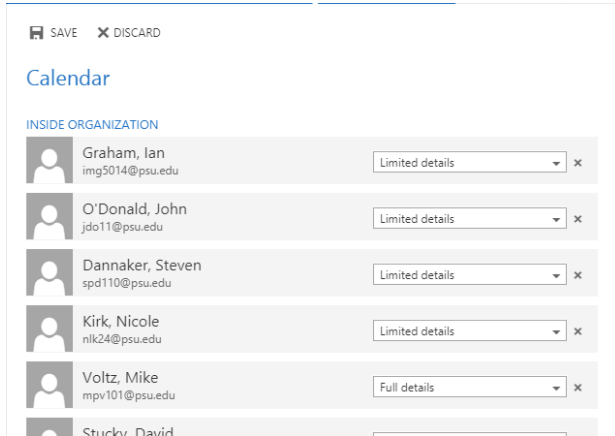 SAVE DISCARD
Calendar
INSIDE ORGANIZATION
Graham, Ian
img5014@psu.edu
Limited details
O'Donald, John
jdo11@psu.edu
Limited details
Dannaker, Steven
spd110@psu.edu
Limited details
Kirk, Nicole
nlk24@psu.edu
Limited details
Voltz, Mike
mpv101@psu.edu
Full details
Stucky, David